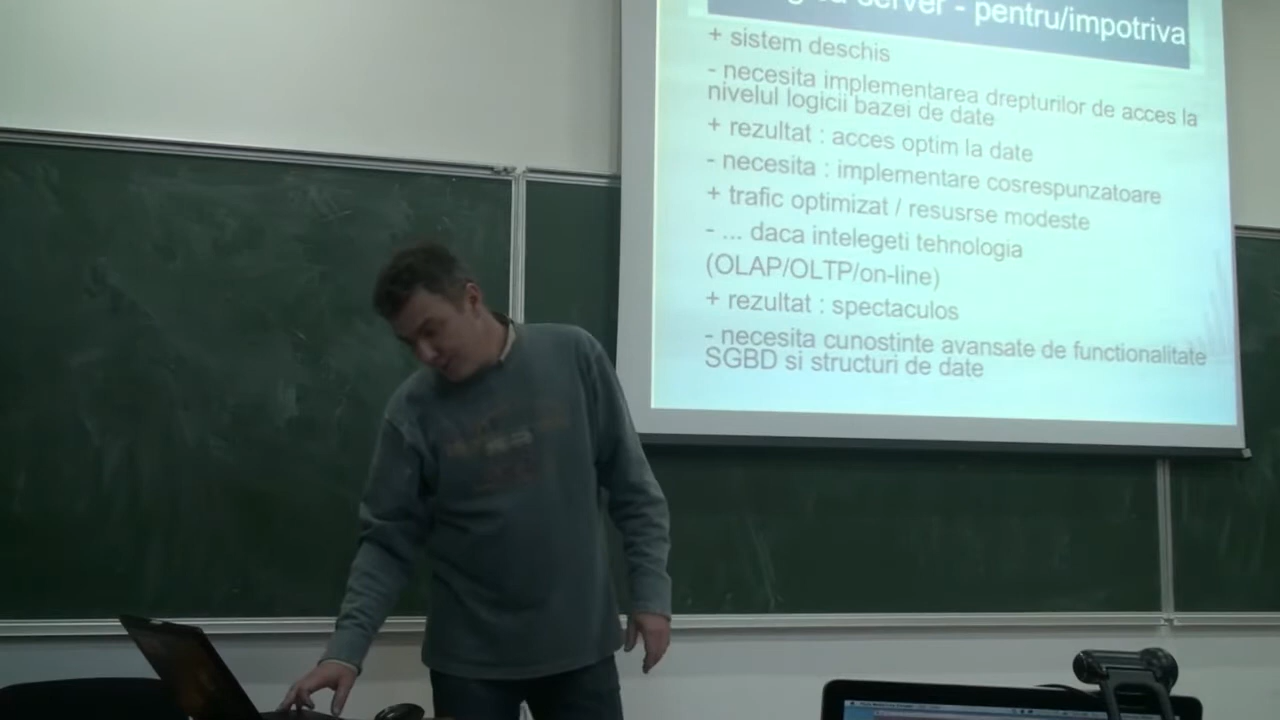 server - pentru/impotriva
+ sistem deschis
- necesita implementarea drepturilor de acces la
nivelul logicii bazei de date
+ rezultat : acces optim la date
- necesita : implementare cosrespunzatoare
+ trafic optimizat / resusrse modeste
- ... daca intelegeti tehnologia
(OLAP/OLTP/on-line)
+ rezultat : spectaculos
- necesita cunostinte avansate de functionalitate
SGBD si structuri de date